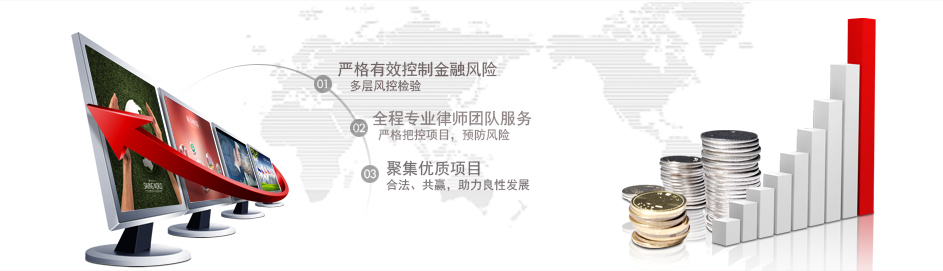 01
严格有效控制金融风险
多层风控检验
02
全程专业律师团队服务
严格把控项目，预防风险
03
聚集优质项目
合法、共赢，助力良性发展